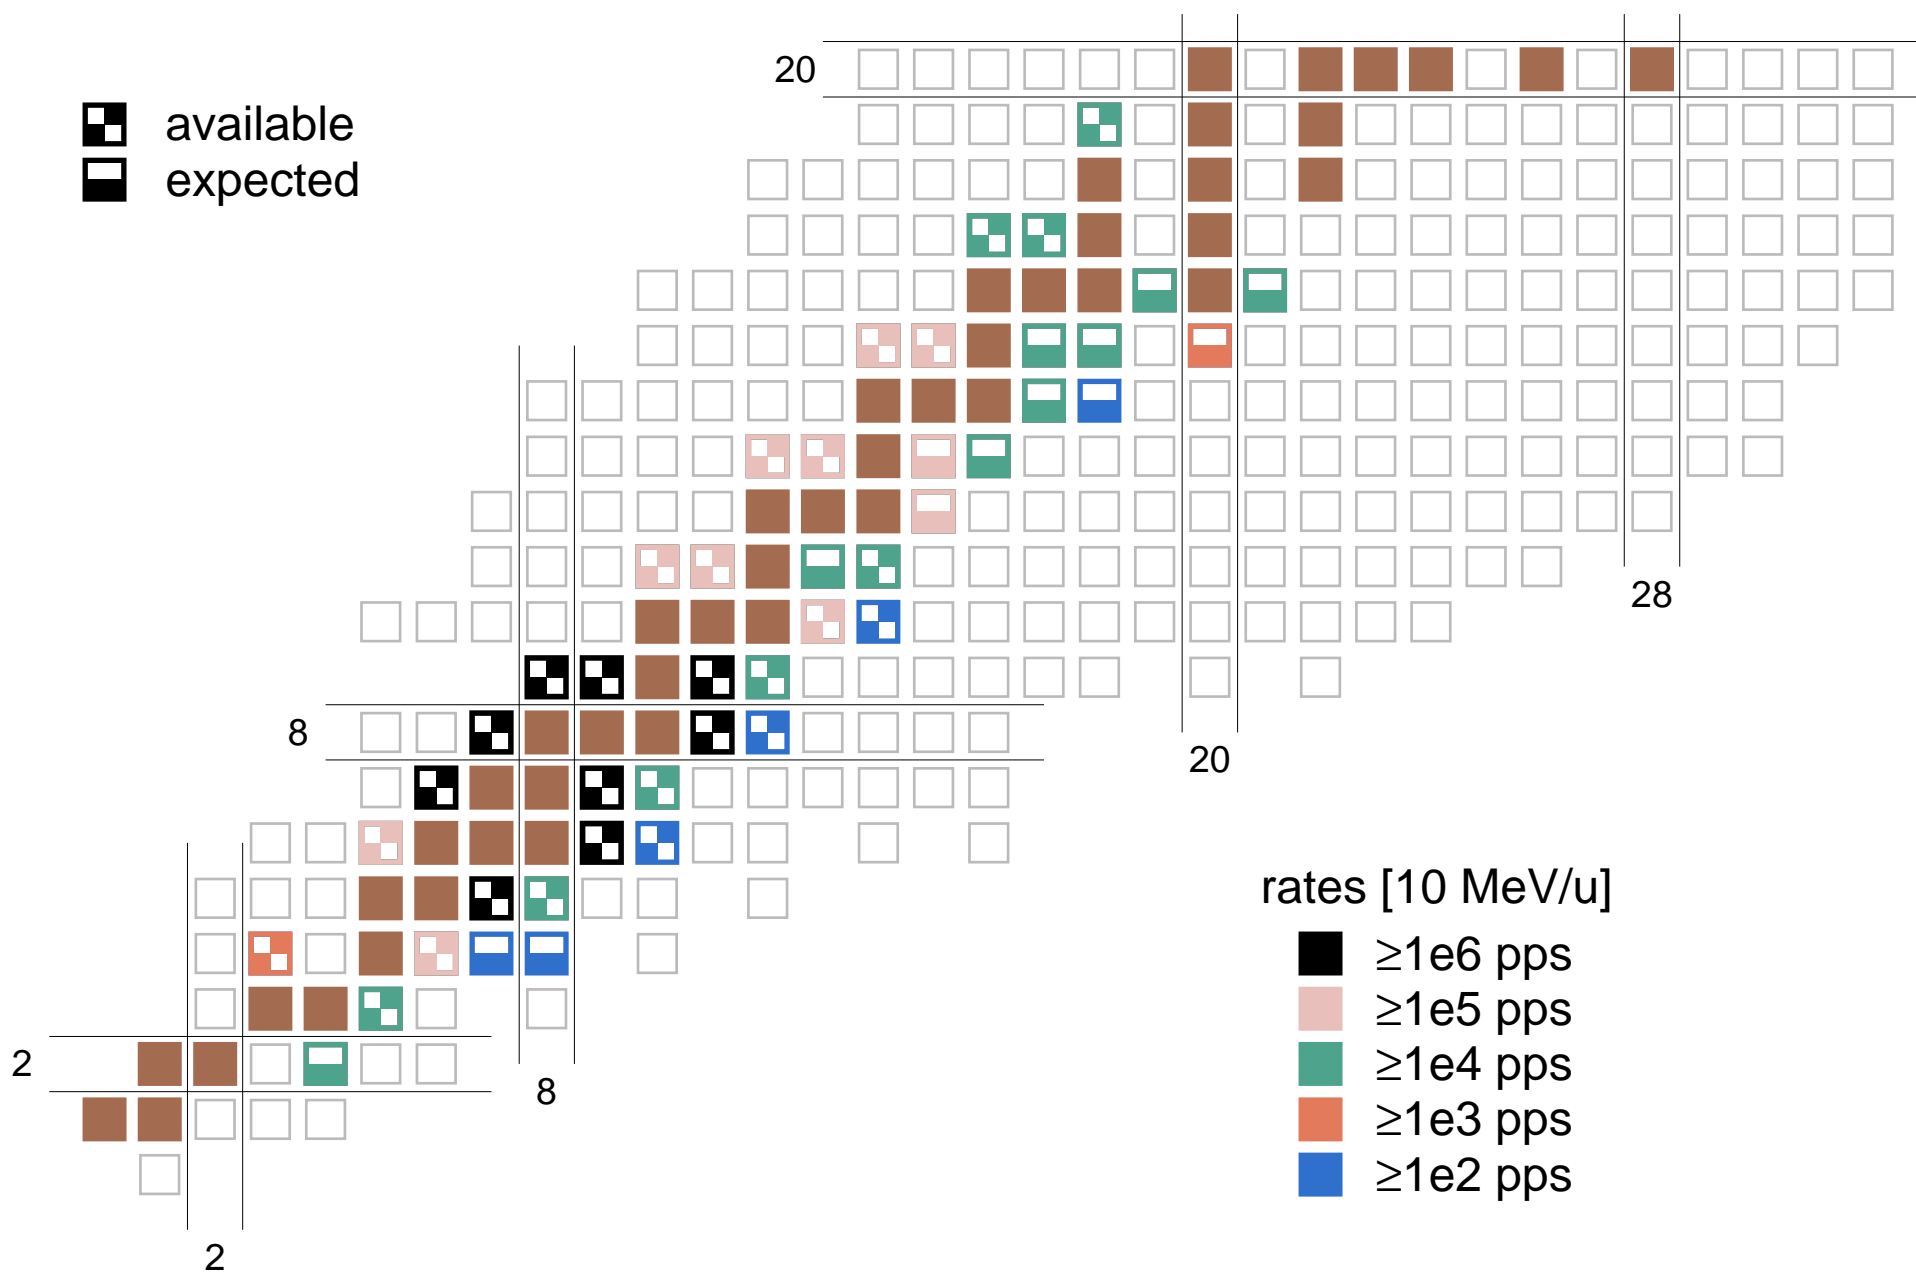 20
available
expected
28
8
20
rates [10 MeV/u]
≥1e6 pps
≥1e5 pps
2
≥1e4 pps
8
≥1e3 pps
≥1e2 pps
2